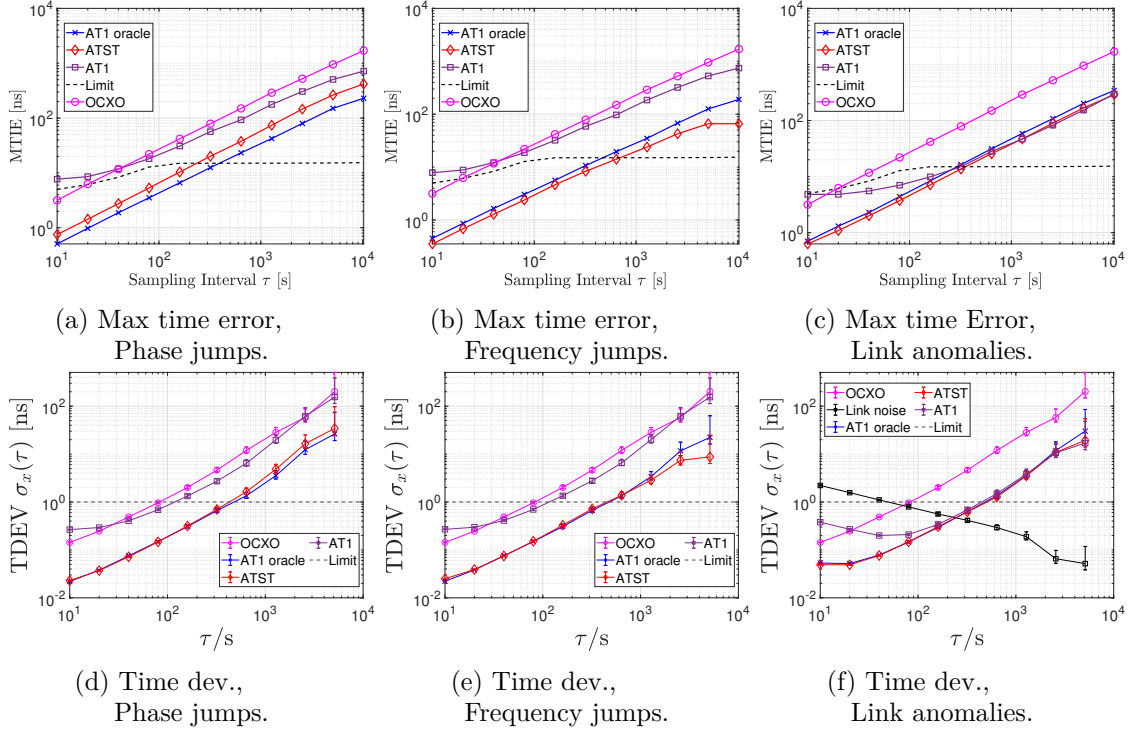 AT1 oracle
ATST
AT1
Limit
OCXO
MTIE [ns]
10^4
10^2
10^0
10^1
10^2
10^3
10^4
Sampling Interval τ [s]
(a) Max time error,
Phase jumps.
AT1 oracle
ATST
AT1
Limit
OCXO
MTIE [ns]
10^4
10^2
10^0
10^1
10^2
10^3
10^4
Sampling Interval τ [s]
(b) Max time error,
Frequency jumps.
AT1 oracle
ATST
AT1
Limit
OCXO
MTIE [ns]
10^4
10^2
10^0
10^1
10^2
10^3
10^4
Sampling Interval τ [s]
(c) Max time Error,
Link anomalies.
TDEV σ_x(τ) [ns]
10^2
10^0
10^-2
OCXO
AT1 oracle
ATST
AT1
Limit
10^1
10^2
10^3
10^4
τ/s
(d) Time dev.,
Phase jumps.
TDEV σ_x(τ) [ns]
10^2
10^0
10^-2
OCXO
AT1 oracle
ATST
AT1
Limit
10^1
10^2
10^3
10^4
τ/s
(e) Time dev.,
Frequency jumps.
OCXO
Link noise
AT1 oracle
ATST
AT1
Limit
TDEV σ_x(τ) [ns]
10^2
10^0
10^-2
10^1
10^2
10^3
10^4
τ/s
(f) Time dev.,
Link anomalies.